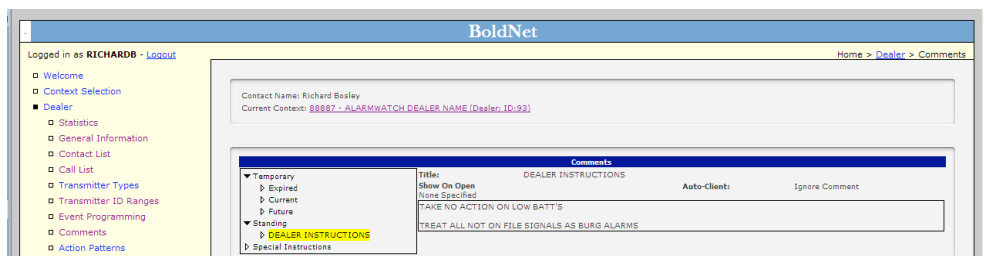 BoldNet
Logged in as RICHARDB - Logout
Home > Dealer > Comments
Welcome
Context Selection
Dealer
Statistics
General Information
Contact List
Call List
Transmitter Types
Transmitter ID Ranges
Event Programming
Comments
Action Patterns
Contact Name: Richard Bosley
Current Context: 88887 - ALARMWATCH DEALER NAME (Dealer: ID:93)
Comments
Temporary
Expired
Current
Future
Standing
DEALER INSTRUCTIONS
Special Instructions
Title: DEALER INSTRUCTIONS
Show On Open Auto-Client: Ignore Comment
None Specified
TAKE NO ACTION ON LOW BATT'S
TREAT ALL NOT ON FILE SIGNALS AS BURG ALARMS